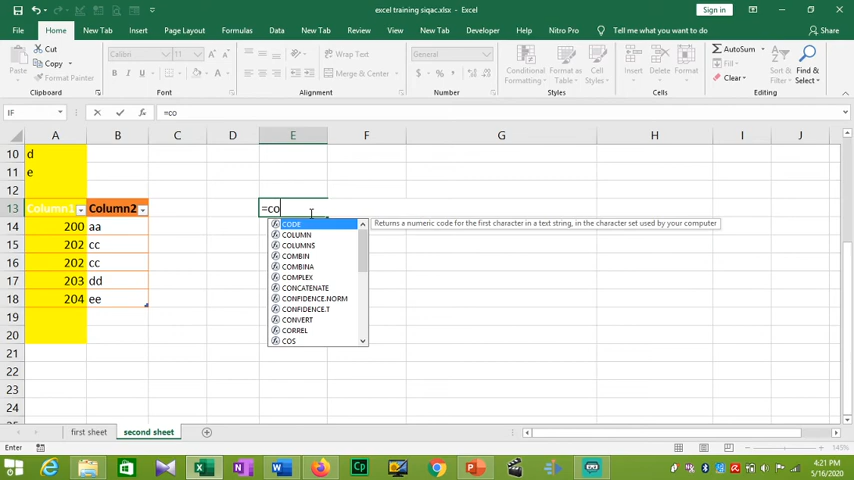 excel training siqac.xlsx - Excel
Sign in
File Home New Tab Insert Page Layout Formulas Data New Tab Review View Developer Help Nitro Pro Tell me what you want to do Share
Cut
Copy
Format Painter
Paste
Clipboard
Calibri 11
B I U
Font
Wrap Text
Merge & Center
Alignment
General
$ % ,
Number
Conditional Formatting
Format as Table
Cell Styles
Styles
Insert Delete Format
Cells
AutoSum
Fill
Clear
Sort & Filter
Find & Select
Editing
IF fx =co
A B C D E F G H I J
10 d
11 e
12
13 Column1 Column2 =co
14 200 aa
15 202 cc
16 202 cc
17 203 dd
18 204 ee
19
20
21
22
23
24
CODE
COLUMN
COLUMNS
COMBIN
COMBINA
COMPLEX
CONCATENATE
CONFIDENCE.NORM
CONFIDENCE.T
CONVERT
CORREL
COS
Returns a numeric code for the first character in a text string, in the character set used by your computer
first sheet second sheet
Enter
145%
4:21 PM
5/16/2020